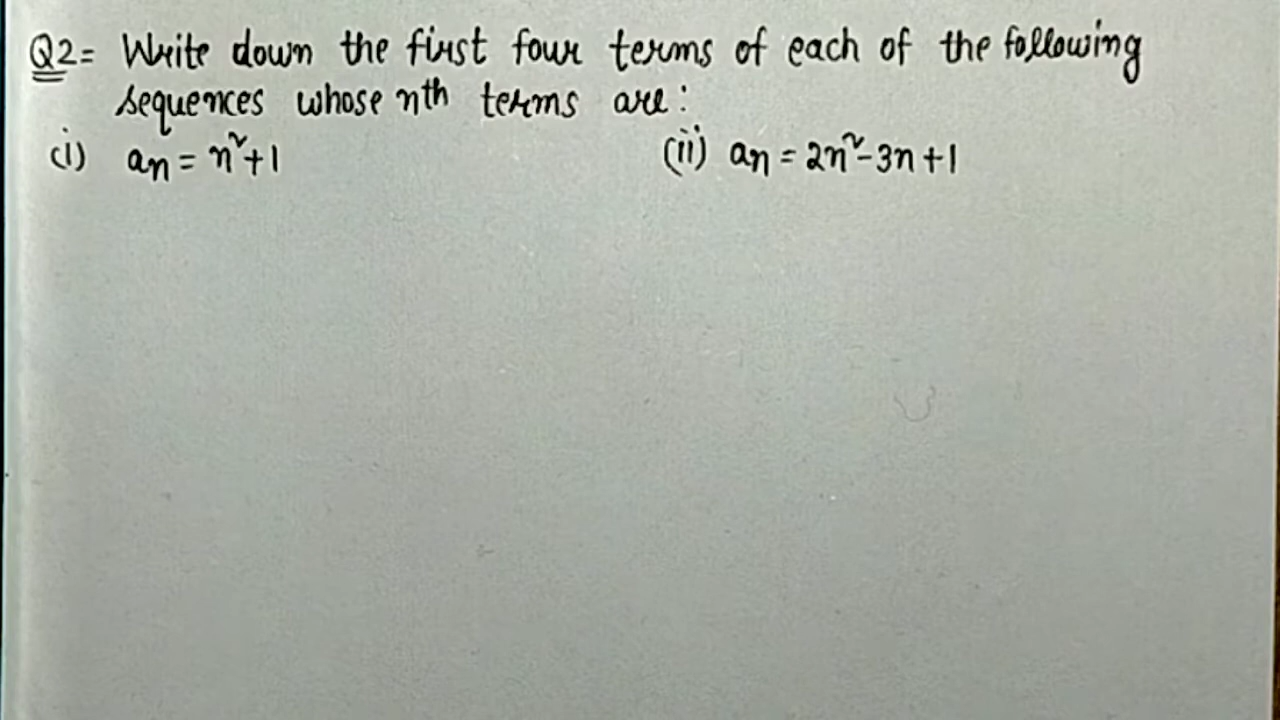 Q2= Write down the first four terms of each of the following
sequences whose nth terms are:
(i) an = n²+1 (ii) an = 2n²-3n+1